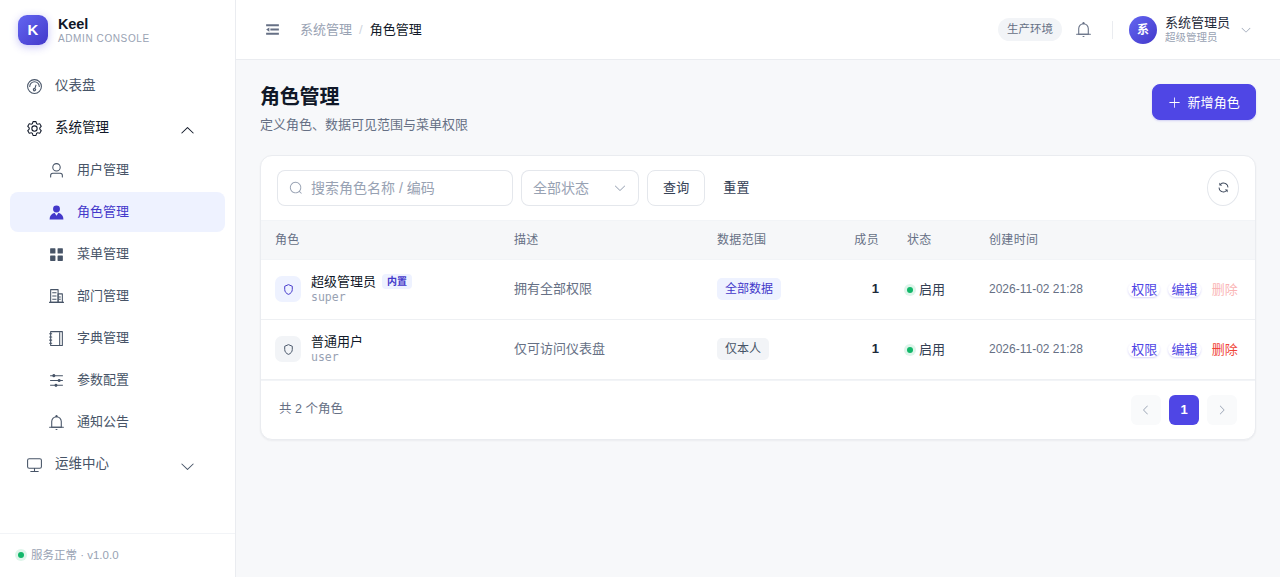 K
Keel
ADMIN CONSOLE
仪表盘
系统管理
用户管理
角色管理
菜单管理
部门管理
字典管理
参数配置
通知公告
运维中心
服务正常 · v1.0.0
系统管理 / 角色管理
生产环境
系
系统管理员
超级管理员
角色管理
定义角色、数据可见范围与菜单权限
新增角色
搜索角色名称 / 编码
全部状态
查询
重置
角色 描述 数据范围 成员 状态 创建时间
超级管理员 内置
super
拥有全部权限 全部数据 1 启用 2026-11-02 21:28 权限 编辑 删除
普通用户
user
仅可访问仪表盘 仅本人 1 启用 2026-11-02 21:28 权限 编辑 删除
共 2 个角色
1